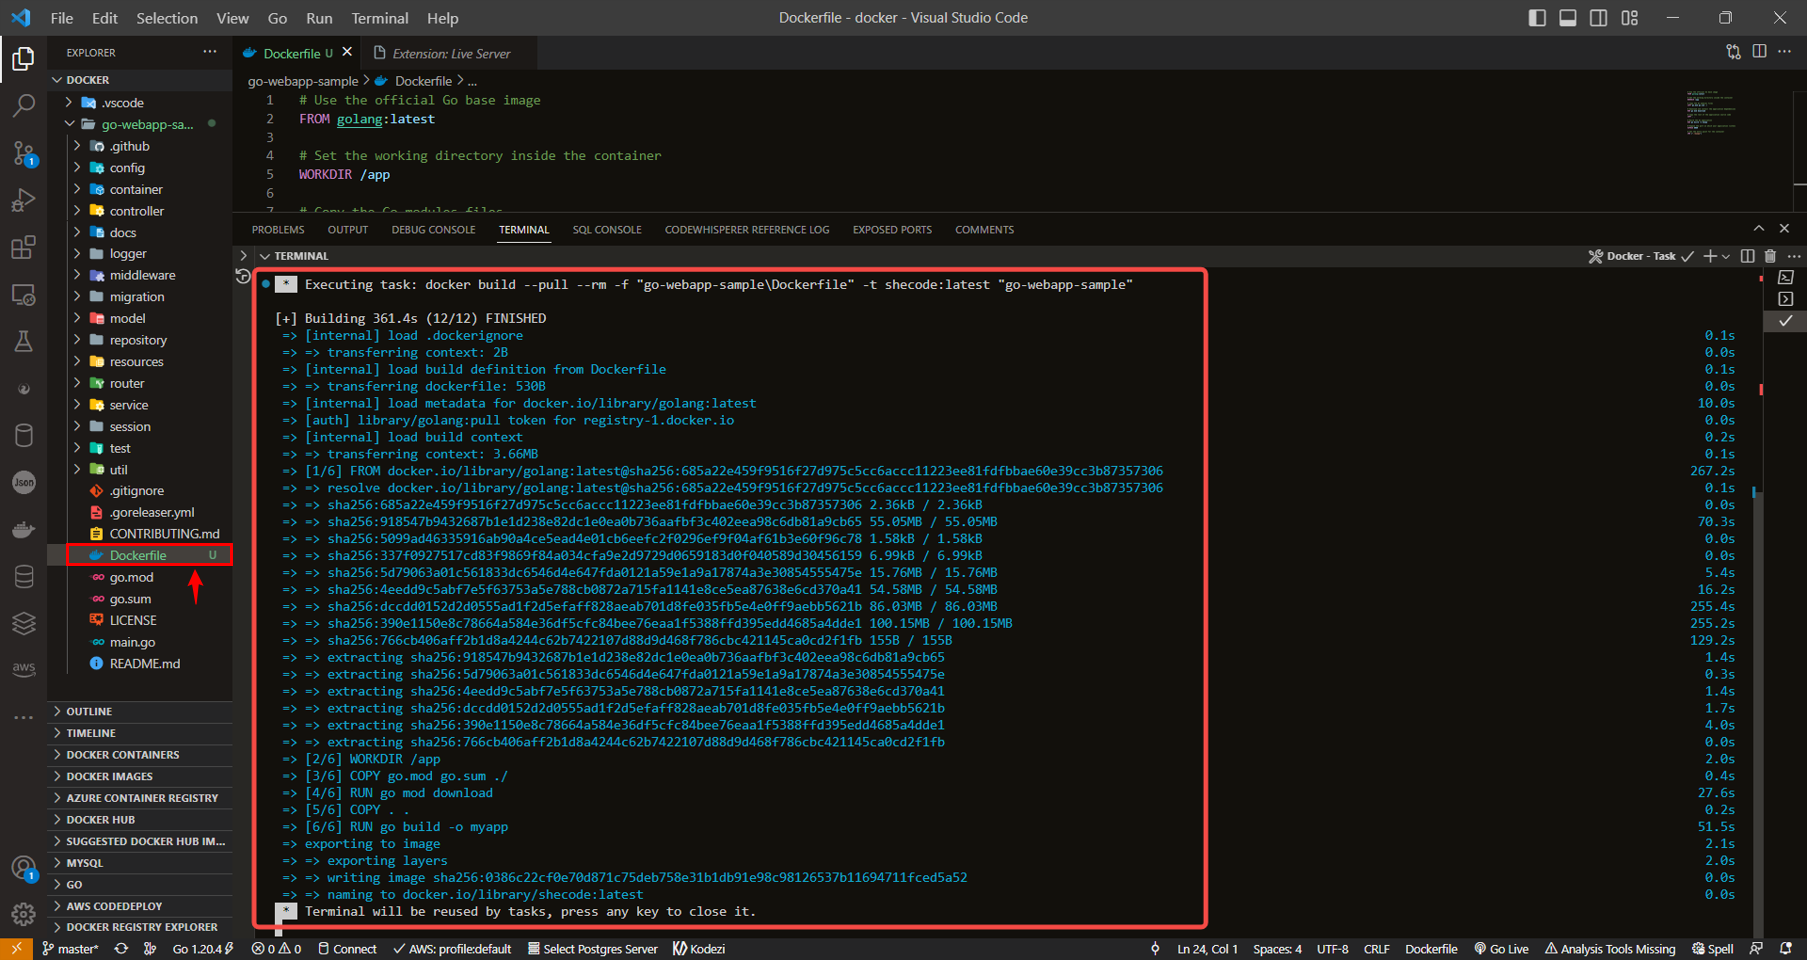 File Edit Selection View Go Run Terminal Help
Dockerfile - docker - Visual Studio Code
EXPLORER
DOCKER
.vscode
go-webapp-sa...
.github
config
container
controller
docs
logger
middleware
migration
model
repository
resources
router
service
session
test
util
.gitignore
.goreleaser.yml
CONTRIBUTING.md
Dockerfile U
go.mod
go.sum
LICENSE
main.go
README.md
OUTLINE
TIMELINE
DOCKER CONTAINERS
DOCKER IMAGES
AZURE CONTAINER REGISTRY
DOCKER HUB
SUGGESTED DOCKER HUB IM...
MYSQL
GO
AWS CODEDEPLOY
DOCKER REGISTRY EXPLORER
1
Json
aws
1
Dockerfile U Extension: Live Server
go-webapp-sample > Dockerfile > ...
1 # Use the official Go base image
2 FROM golang:latest
3
4 # Set the working directory inside the container
5 WORKDIR /app
6
7 # Copy the Go modules files
PROBLEMS OUTPUT DEBUG CONSOLE TERMINAL SQL CONSOLE CODEWHISPERER REFERENCE LOG EXPOSED PORTS COMMENTS
TERMINAL
Docker - Task
* Executing task: docker build --pull --rm -f "go-webapp-sample\Dockerfile" -t shecode:latest "go-webapp-sample"
[+] Building 361.4s (12/12) FINISHED
=> [internal] load .dockerignore 0.1s
=> => transferring context: 2B 0.0s
=> [internal] load build definition from Dockerfile 0.1s
=> => transferring dockerfile: 530B 0.0s
=> [internal] load metadata for docker.io/library/golang:latest 10.0s
=> [auth] library/golang:pull token for registry-1.docker.io 0.0s
=> [internal] load build context 0.2s
=> => transferring context: 3.66MB 0.1s
=> [1/6] FROM docker.io/library/golang:latest@sha256:685a22e459f9516f27d975c5cc6accc11223ee81fdfbbae60e39cc3b87357306 267.2s
=> => resolve docker.io/library/golang:latest@sha256:685a22e459f9516f27d975c5cc6accc11223ee81fdfbbae60e39cc3b87357306 0.1s
=> => sha256:685a22e459f9516f27d975c5cc6accc11223ee81fdfbbae60e39cc3b87357306 2.36kB / 2.36kB 0.0s
=> => sha256:918547b9432687b1e1d238e82dc1e0ea0b736aafbf3c402eea98c6db81a9cb65 55.05MB / 55.05MB 70.3s
=> => sha256:5099ad46335916ab90a4ce5ead4e01cb6eefc2f0296ef9f04af61b3e60f96c78 1.58kB / 1.58kB 0.0s
=> => sha256:337f0927517cd83f9869f84a034cfa9e2d9729d0659183d0f040589d30456159 6.99kB / 6.99kB 0.0s
=> => sha256:5d79063a01c561833dc6546d4e647fda0121a59e1a9a17874a3e30854555475e 15.76MB / 15.76MB 5.4s
=> => sha256:4eedd9c5abf7e5f63753a5e788cb0872a715fa1141e8ce5ea87638e6cd370a41 54.58MB / 54.58MB 16.2s
=> => sha256:dccdd0152d2d0555ad1f2d5efaff828aeab701d8fe035fb5e4e0ff9aebb5621b 86.03MB / 86.03MB 255.4s
=> => sha256:390e1150e8c78664a584e36df5cfc84bee76eaa1f5388ffd395edd4685a4dde1 100.15MB / 100.15MB 255.2s
=> => sha256:766cb406aff2b1d8a4244c62b7422107d88d9d468f786cbc421145ca0cd2f1fb 155B / 155B 129.2s
=> => extracting sha256:918547b9432687b1e1d238e82dc1e0ea0b736aafbf3c402eea98c6db81a9cb65 1.4s
=> => extracting sha256:5d79063a01c561833dc6546d4e647fda0121a59e1a9a17874a3e30854555475e 0.3s
=> => extracting sha256:4eedd9c5abf7e5f63753a5e788cb0872a715fa1141e8ce5ea87638e6cd370a41 1.4s
=> => extracting sha256:dccdd0152d2d0555ad1f2d5efaff828aeab701d8fe035fb5e4e0ff9aebb5621b 1.7s
=> => extracting sha256:390e1150e8c78664a584e36df5cfc84bee76eaa1f5388ffd395edd4685a4dde1 4.0s
=> => extracting sha256:766cb406aff2b1d8a4244c62b7422107d88d9d468f786cbc421145ca0cd2f1fb 0.0s
=> [2/6] WORKDIR /app 2.0s
=> [3/6] COPY go.mod go.sum ./ 0.4s
=> [4/6] RUN go mod download 27.6s
=> [5/6] COPY . . 0.2s
=> [6/6] RUN go build -o myapp 51.5s
=> exporting to image 2.1s
=> => exporting layers 2.0s
=> => writing image sha256:0386c22cf0e70d871c75deb758e31b1db91e98c98126537b11694711fced5a52 0.0s
=> => naming to docker.io/library/shecode:latest 0.0s
* Terminal will be reused by tasks, press any key to close it.
master* Go 1.20.4 0 0 Connect AWS: profile:default Select Postgres Server Kodezi Ln 24, Col 1 Spaces: 4 UTF-8 CRLF Dockerfile Go Live Analysis Tools Missing Spell